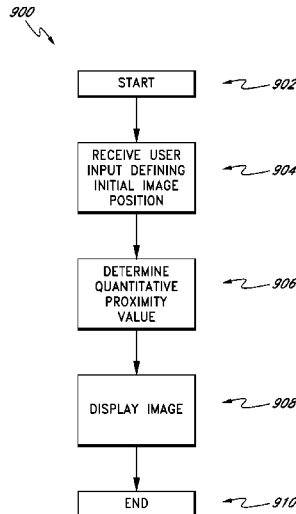 900
START
902
RECEIVE USER
INPUT DEFINING
INITIAL IMAGE
POSITION
904
DETERMINE
QUANTITATIVE
PROXIMITY
VALUE
906
DISPLAY IMAGE
908
END
910